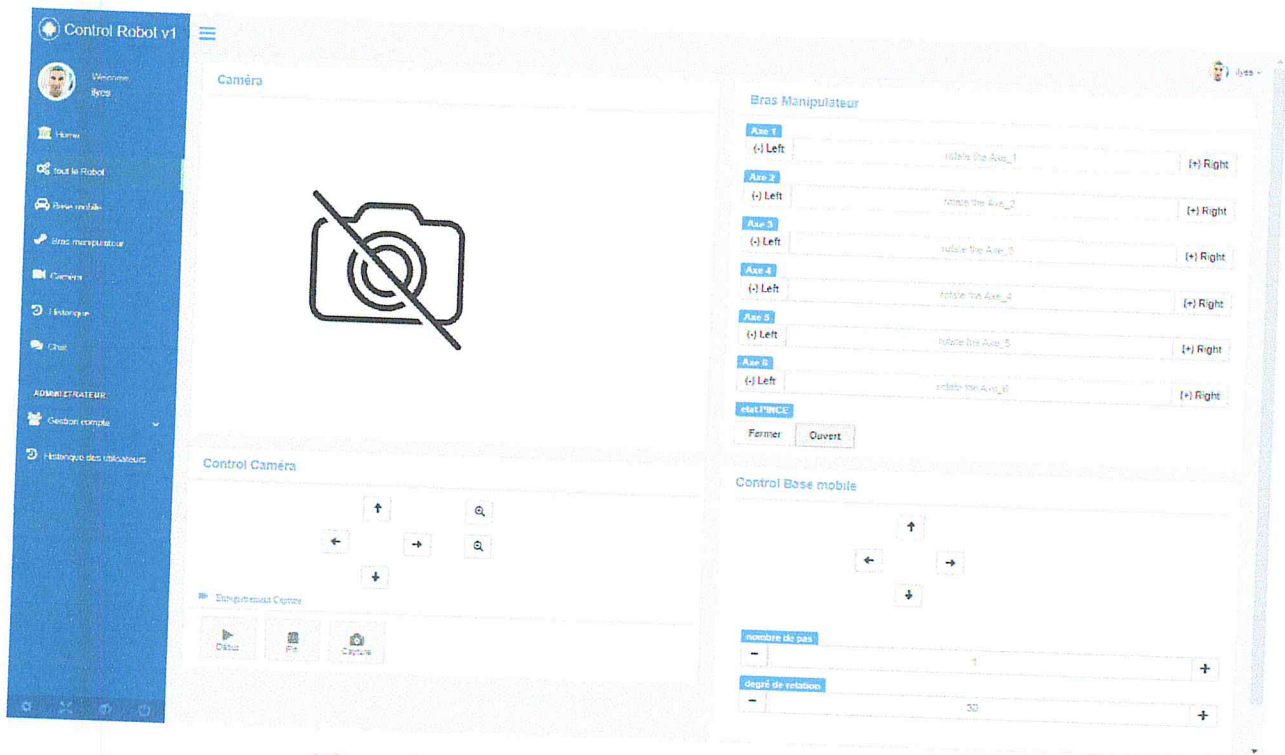 Control Robot v1
Welcome
ilyes
Home
tout le Robot
Base mobile
Bras manipulateur
Caméra
Historique
Chat
ADMINISTRATEUR
Gestion compte
Historique des utilisateurs
ilyes
Caméra
Control Caméra
Enregistrement Capture
Début
Fin
Capture
Bras Manipulateur
Axe 1
(-) Left rotate the Axe_1 (+) Right
Axe 2
(-) Left rotate the Axe_2 (+) Right
Axe 3
(-) Left rotate the Axe_3 (+) Right
Axe 4
(-) Left rotate the Axe_4 (+) Right
Axe 5
(-) Left rotate the Axe_5 (+) Right
Axe 6
(-) Left rotate the Axe_6 (+) Right
etat PINCE
Fermer Ouvert
Control Base mobile
nombre de pas
- 1 +
degré de rotation
- 30 +